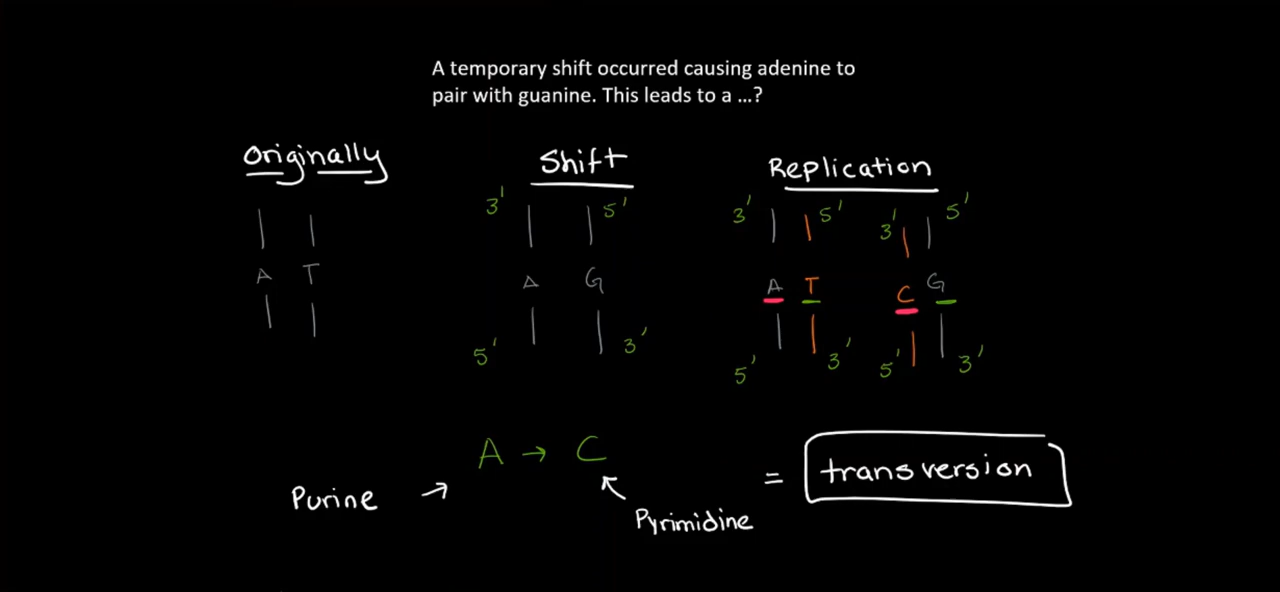 A temporary shift occurred causing adenine to
pair with guanine. This leads to a ...?
Originally
Shift
Replication
3' 5'
3' 5' 3' 5'
A T
A G
A T C G
5' 3'
5' 3' 5' 3'
A → C
Purine →
Pyrimidine
= transversion